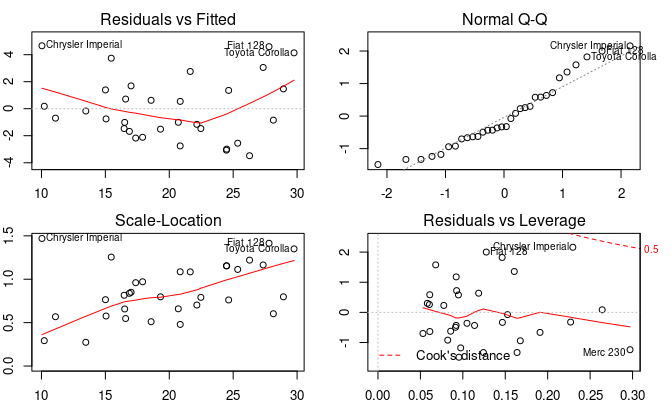 Residuals vs Fitted
Chrysler Imperial
Fiat 128
Toyota Corolla
-4 -2 0 2 4
10 15 20 25 30
Normal Q-Q
Chrysler Imperial
Fiat 128
Toyota Corolla
-1 0 1 2
-2 -1 0 1 2
Scale-Location
Chrysler Imperial
Fiat 128
Toyota Corolla
0.0 0.5 1.0 1.5
10 15 20 25 30
Residuals vs Leverage
Chrysler Imperial
Fiat 128
0.5
Merc 230
Cook's distance
-1 0 1 2
0.00 0.05 0.10 0.15 0.20 0.25 0.30